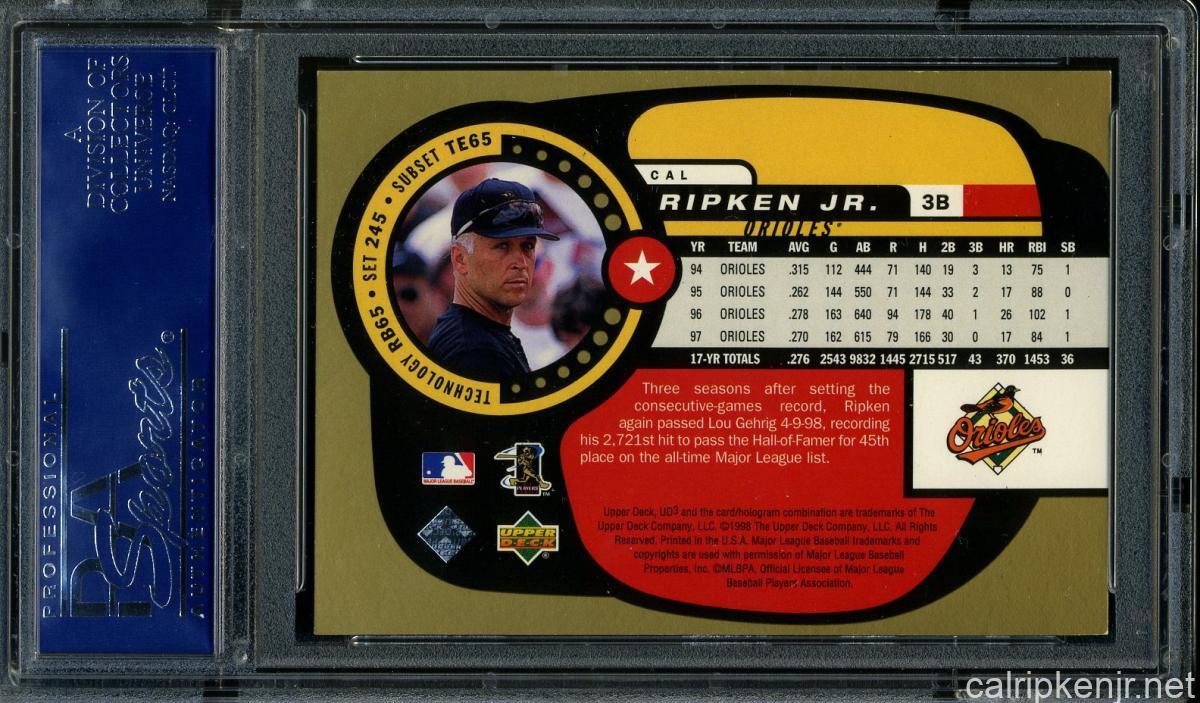 A
DIVISION OF
COLLECTORS
UNIVERSE
NASDAQ: CLCT
PROFESSIONAL
PSA
Sports
AUTHENTICATOR
TECHNOLOGY RB65 • SET 245 • SUBSET TE65
CAL
RIPKEN JR. 3B
ORIOLES
YR TEAM AVG G AB R H 2B 3B HR RBI SB
94 ORIOLES .315 112 444 71 140 19 3 13 75 1
95 ORIOLES .262 144 550 71 144 33 2 17 88 0
96 ORIOLES .278 163 640 94 178 40 1 26 102 1
97 ORIOLES .270 162 615 79 166 30 0 17 84 1
17-YR TOTALS .276 2543 9832 1445 2715 517 43 370 1453 36
Three seasons after setting the
consecutive-games record, Ripken
again passed Lou Gehrig 4-9-98, recording
his 2,721st hit to pass the Hall-of-Famer for 45th
place on the all-time Major League list.
Orioles ™
MAJOR LEAGUE BASEBALL
PLAYERS ™
UPPER
DECK ®
Upper Deck, UD3 and the card/hologram combination are trademarks of The
Upper Deck Company, LLC. ©1998 The Upper Deck Company, LLC. All Rights
Reserved. Printed in the U.S.A. Major League Baseball trademarks and
copyrights are used with permission of Major League Baseball
Properties, Inc. ©MLBPA. Official Licensee of Major League
Baseball Players Association.
calripkenjr.net